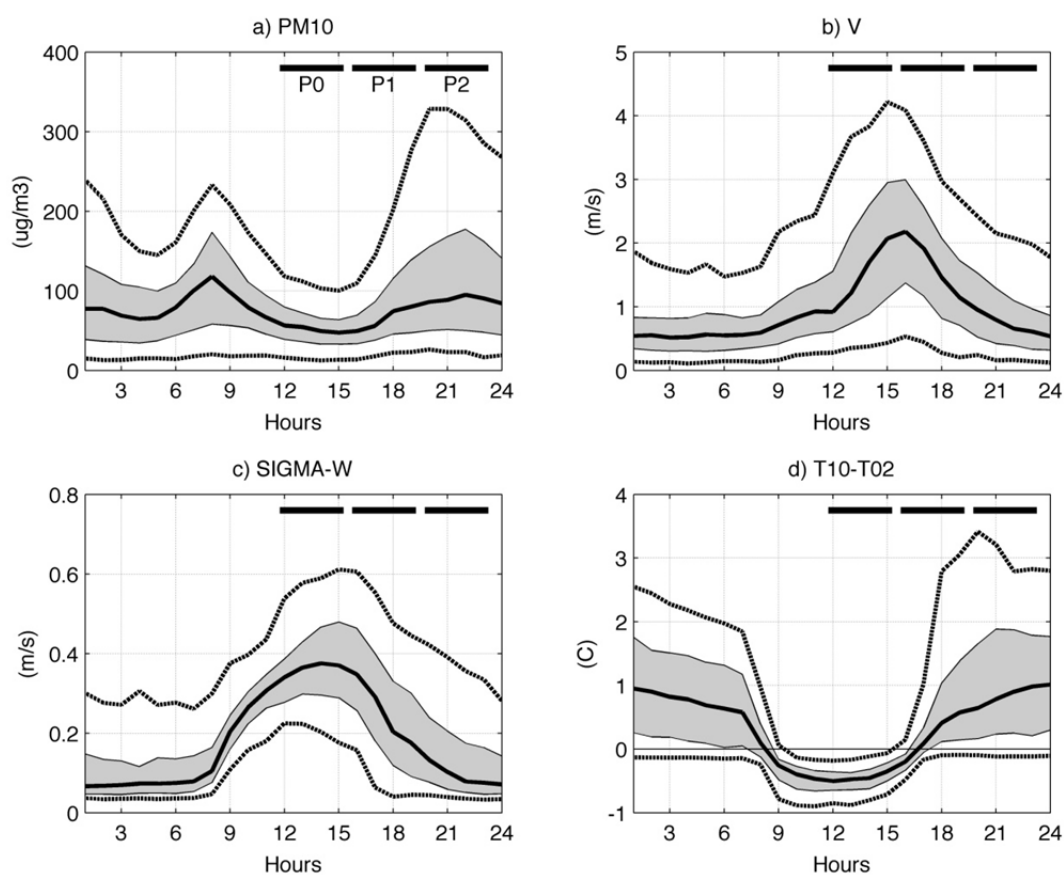 a) PM10
b) V
400
300
200
100
0
(ug/m3)
P0 P1 P2
3 6 9 12 15 18 21 24
Hours
5
4
3
2
1
0
(m/s)
3 6 9 12 15 18 21 24
Hours
c) SIGMA-W
d) T10-T02
0.8
0.6
0.4
0.2
0
(m/s)
3 6 9 12 15 18 21 24
Hours
4
3
2
1
0
-1
(C)
3 6 9 12 15 18 21 24
Hours